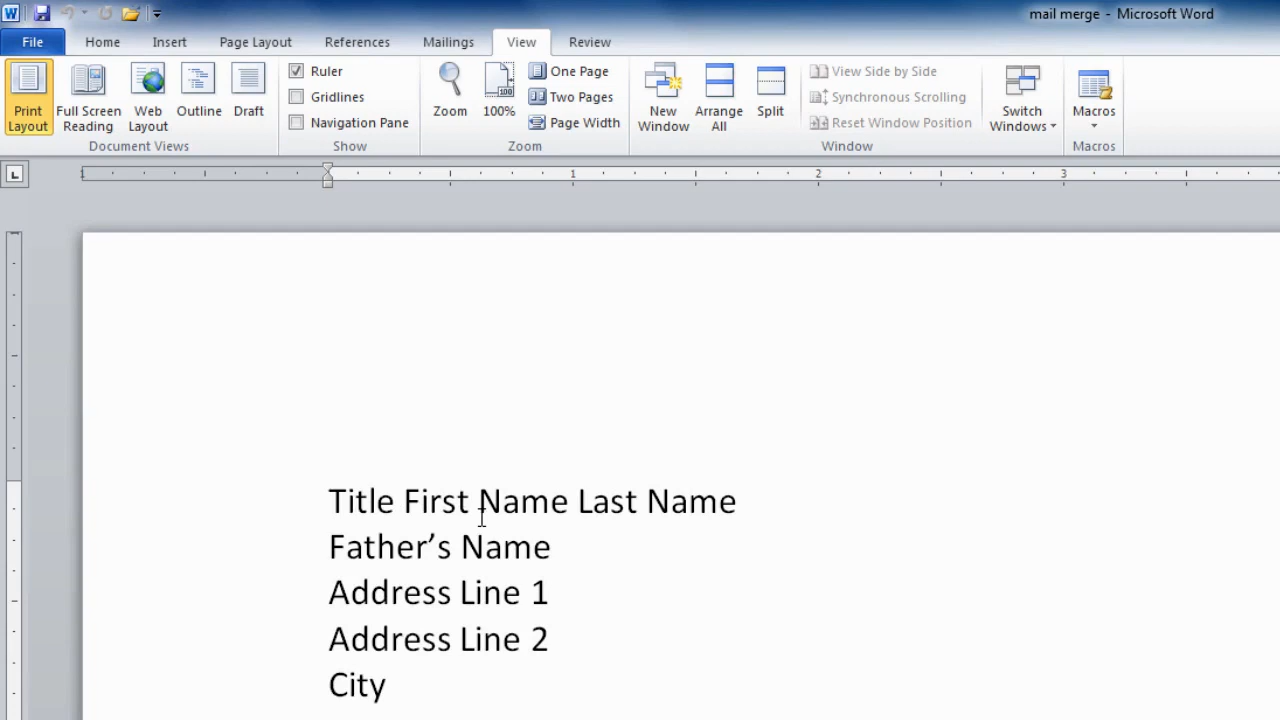 mail merge - Microsoft Word
File Home Insert Page Layout References Mailings View Review
Print Layout
Full Screen Reading
Web Layout
Outline
Draft
Document Views
Ruler
Gridlines
Navigation Pane
Show
Zoom
100%
One Page
Two Pages
Page Width
Zoom
New Window
Arrange All
Split
View Side by Side
Synchronous Scrolling
Reset Window Position
Switch Windows
Window
Macros
Macros
1 1 2 3
Title First Name Last Name
Father’s Name
Address Line 1
Address Line 2
City